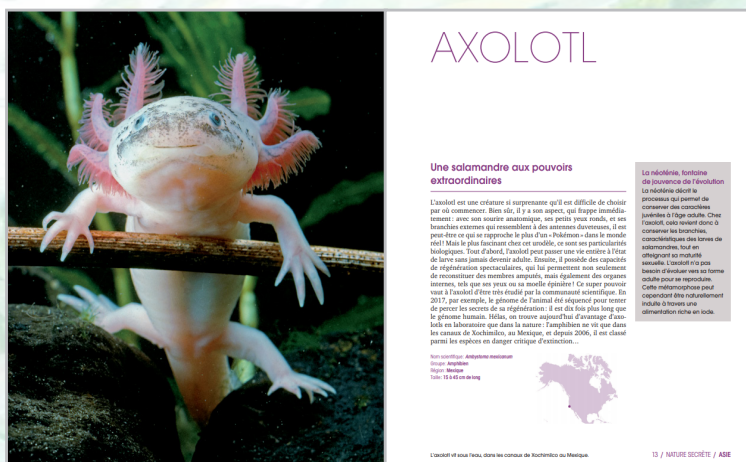 AXOLOTL
Une salamandre aux pouvoirs
extraordinaires
L'axolotl est une créature si surprenante qu'il est difficile de choisir
par où commencer. Bien sûr, il y a son aspect, qui frappe immédia-
tement : avec son sourire anatomique, ses petits yeux ronds, et ses
branchies externes qui ressemblent à des antennes duveteuses, il est
peut-être ce qui se rapproche le plus d'un « Pokémon » dans le monde
réel ! Mais le plus fascinant chez cet urodèle, ce sont ses particularités
biologiques. Tout d'abord, l'axolotl peut passer une vie entière à l'état
de larve sans jamais devenir adulte. Ensuite, il possède des capacités
de régénération spectaculaires, qui lui permettent non seulement
de reconstituer des membres amputés, mais également des organes
internes, tels que ses yeux ou sa moelle épinière ! Ce super pouvoir
vaut à l'axolotl d'être très étudié par la communauté scientifique. En
2017, par exemple, le génome de l'animal été séquencé pour tenter
de percer les secrets de sa régénération : il est dix fois plus long que
le génome humain. Hélas, on trouve aujourd'hui d'avantage d'axo-
lotls en laboratoire que dans la nature : l'amphibien ne vit que dans
les canaux de Xochimilco, au Mexique, et depuis 2006, il est classé
parmi les espèces en danger critique d'extinction...
Nom scientifique : Ambystoma mexicanum
Groupe : Amphibien
Région : Mexique
Taille : 15 à 45 cm de long
La néoténie, fontaine
de jouvence de l'évolution
La néoténie décrit le
processus qui permet de
conserver des caractères
juvéniles à l'âge adulte. Chez
l'axolotl, cela revient donc à
conserver les branchies,
caractéristiques des larves de
salamandres, tout en
atteignant sa maturité
sexuelle. L'axolotl n'a pas
besoin d'évoluer vers sa forme
adulte pour se reproduire.
Cette métamorphose peut
cependant être naturellement
induite à travers une
alimentation riche en iode.
L'axolotl vit sous l'eau, dans les canaux de Xochimilco au Mexique.
13 / NATURE SECRÈTE / ASIE